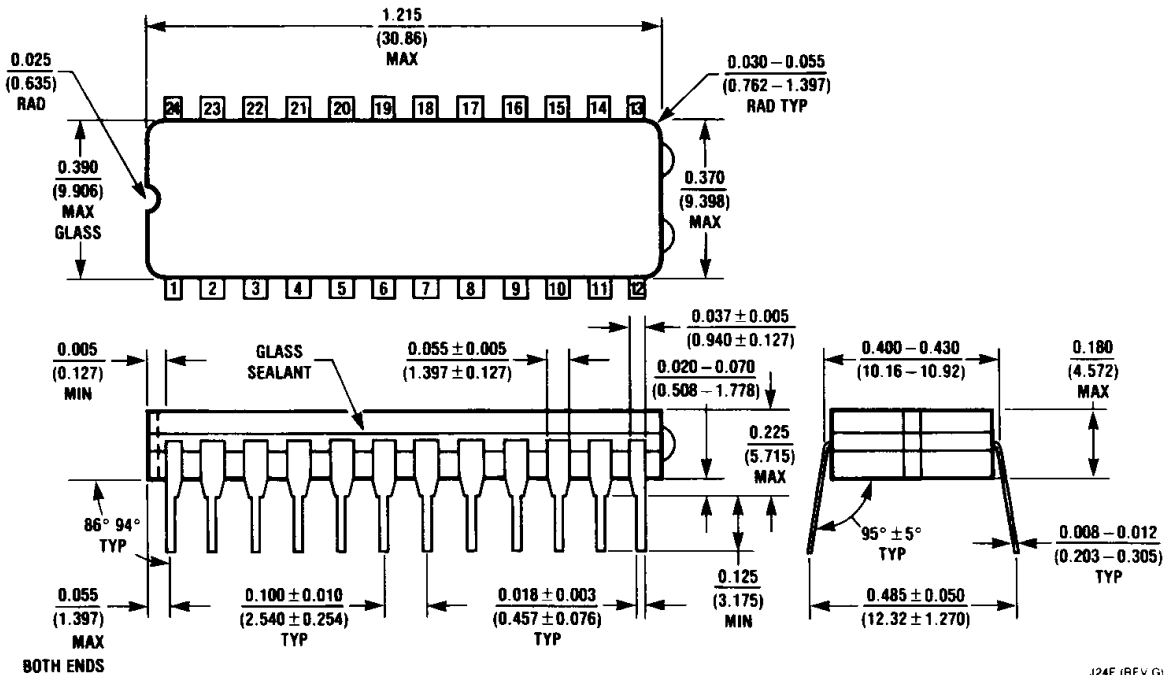 1.215
(30.86)
MAX
0.025
(0.635)
RAD
0.030 – 0.055
(0.762 – 1.397)
RAD TYP
24 23 22 21 20 19 18 17 16 15 14 13
0.390
(9.906)
MAX
GLASS
0.370
(9.398)
MAX
1 2 3 4 5 6 7 8 9 10 11 12
0.037 ± 0.005
(0.940 ± 0.127)
0.005
(0.127)
MIN
GLASS
SEALANT
0.055 ± 0.005
(1.397 ± 0.127)
0.020 – 0.070
(0.508 – 1.778)
0.400 – 0.430
(10.16 – 10.92)
0.180
(4.572)
MAX
0.225
(5.715)
MAX
86° 94°
TYP
95° ± 5°
TYP
0.008 – 0.012
(0.203 – 0.305)
TYP
0.125
(3.175)
MIN
0.055
(1.397)
MAX
BOTH ENDS
0.100 ± 0.010
(2.540 ± 0.254)
TYP
0.018 ± 0.003
(0.457 ± 0.076)
TYP
0.485 ± 0.050
(12.32 ± 1.270)
J24F (REV G)